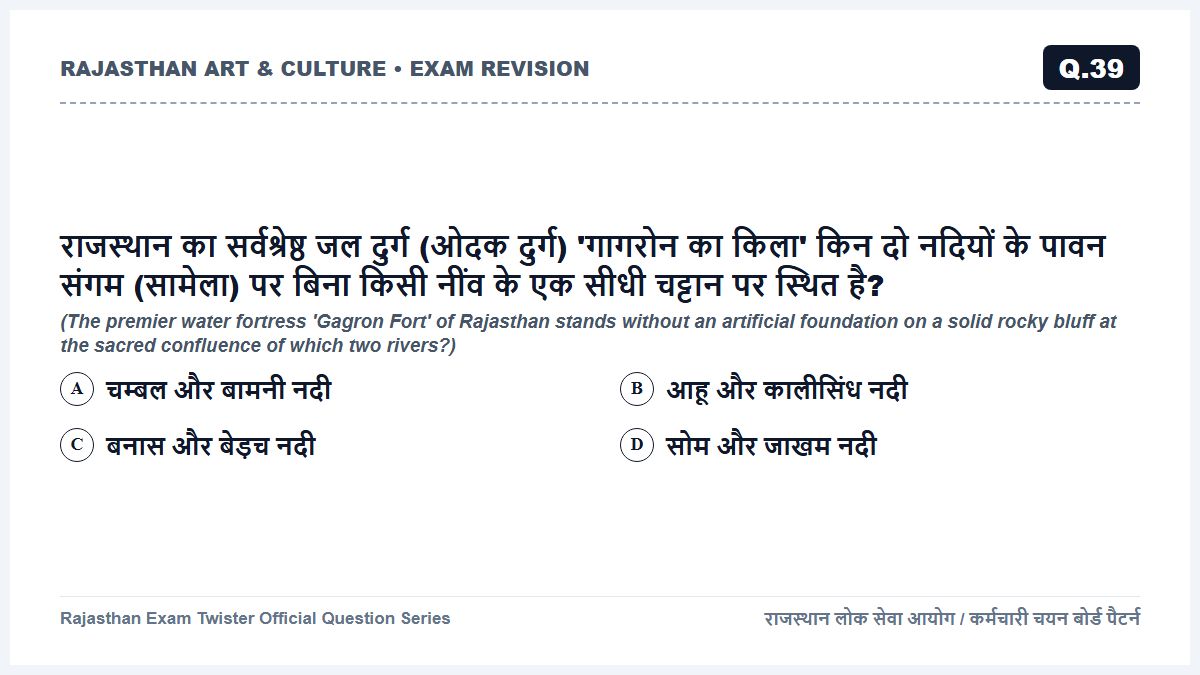 RAJASTHAN ART & CULTURE • EXAM REVISION
Q.39
राजस्थान का सर्वश्रेष्ठ जल दुर्ग (ओदक दुर्ग) 'गागरोन का किला' किन दो नदियों के पावन
संगम (सामेला) पर बिना किसी नींव के एक सीधी चट्टान पर स्थित है?
(The premier water fortress 'Gagron Fort' of Rajasthan stands without an artificial foundation on a solid rocky bluff at
the sacred confluence of which two rivers?)
A चम्बल और बामनी नदी
B आहू और कालीसिंध नदी
C बनास और बेड़च नदी
D सोम और जाखम नदी
Rajasthan Exam Twister Official Question Series
राजस्थान लोक सेवा आयोग / कर्मचारी चयन बोर्ड पैटर्न